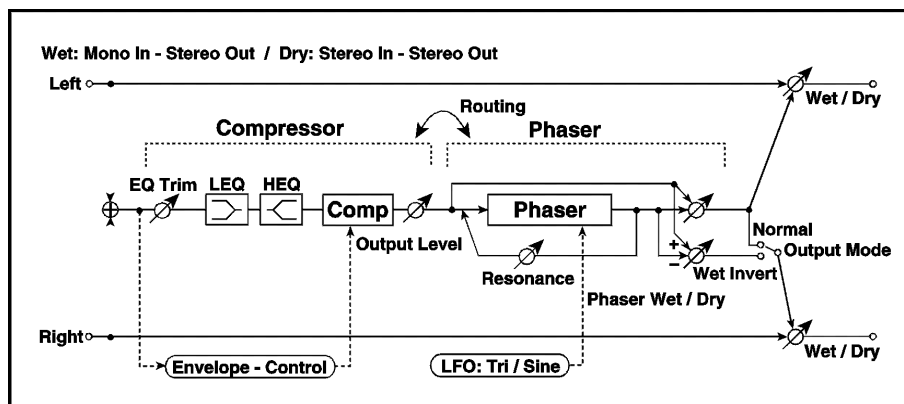 Wet: Mono In - Stereo Out / Dry: Stereo In - Stereo Out
Left
Wet / Dry
Routing
Compressor
Phaser
EQ Trim
LEQ
HEQ
Comp
Phaser
Normal
Output Level
+
Output Mode
−
Resonance
Wet Invert
Phaser Wet / Dry
Right
Wet / Dry
Envelope - Control
LFO: Tri / Sine